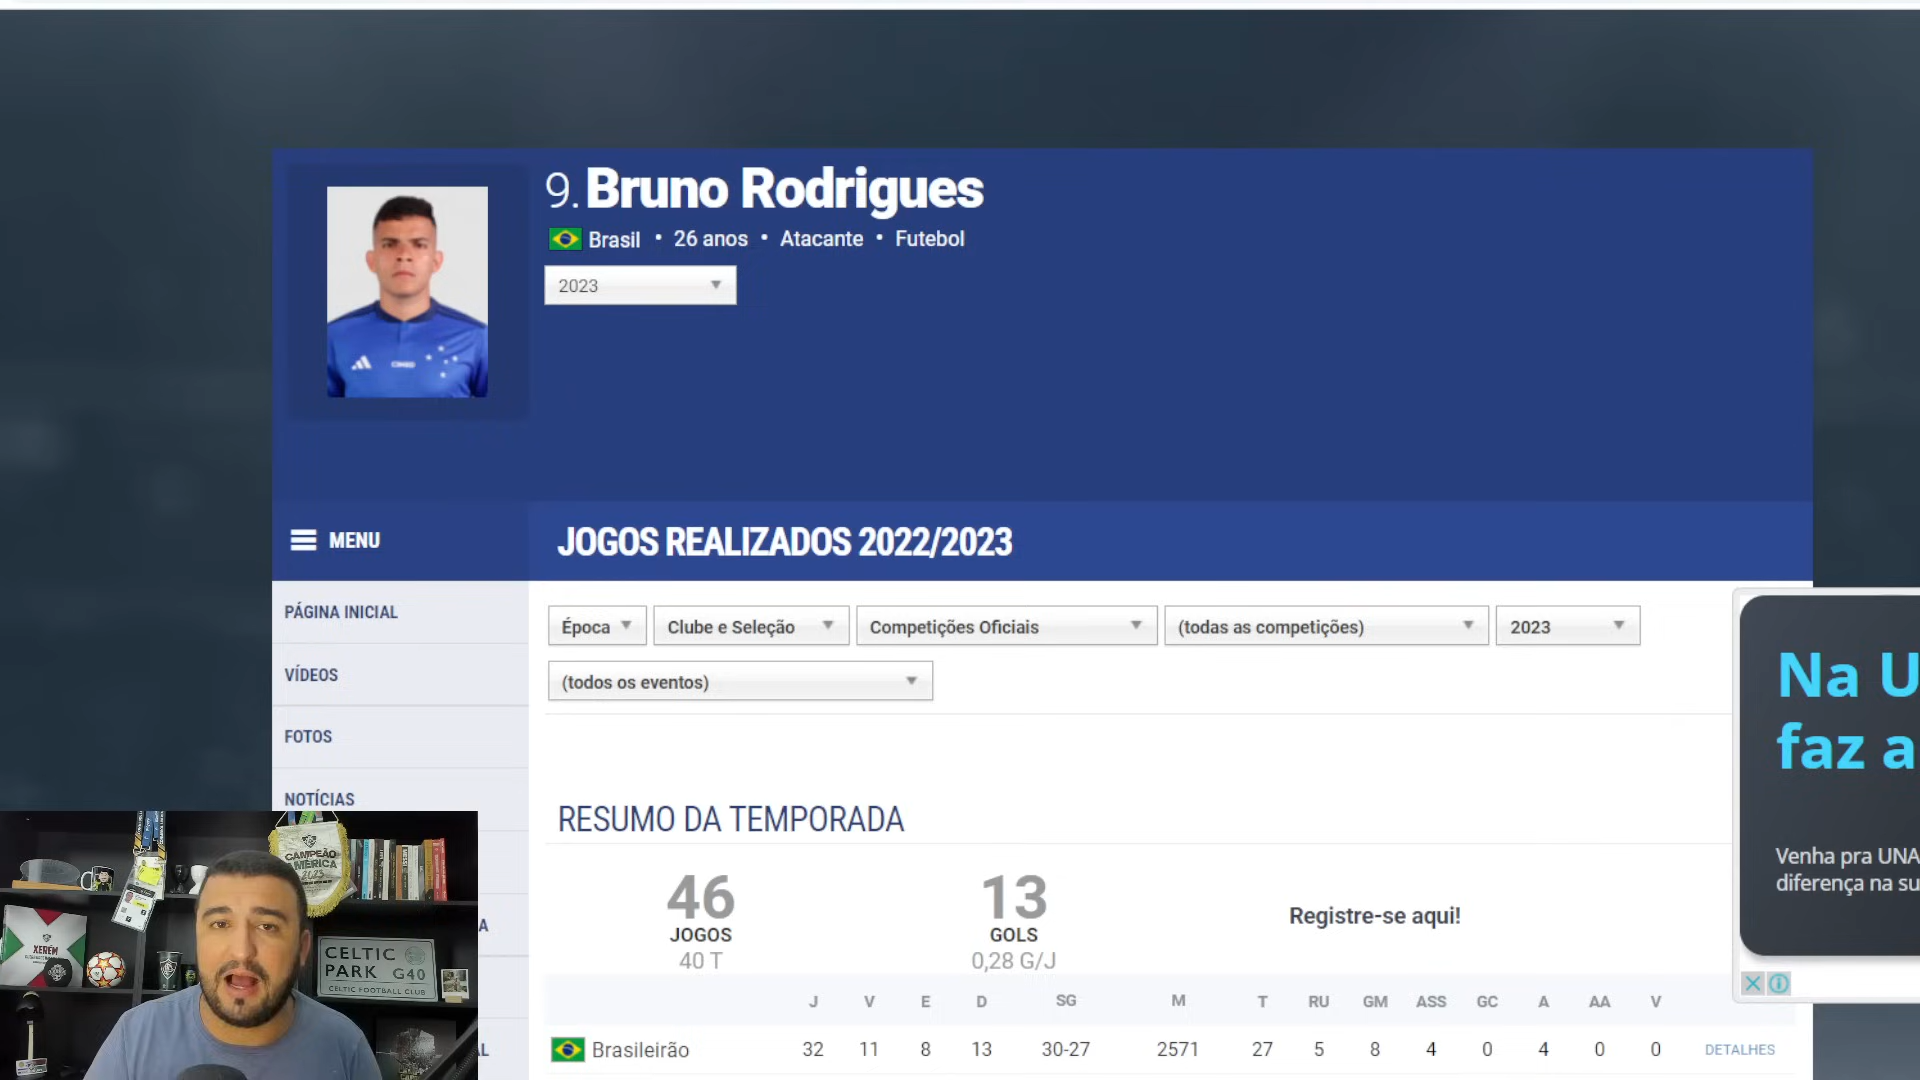 9. Bruno Rodrigues
Brasil • 26 anos • Atacante • Futebol
2023
MENU
JOGOS REALIZADOS 2022/2023
PÁGINA INICIAL
VÍDEOS
FOTOS
NOTÍCIAS
Época
Clube e Seleção
Competições Oficiais
(todas as competições)
2023
(todos os eventos)
Na U
faz a
Venha pra UNA
diferença na su
RESUMO DA TEMPORADA
46
JOGOS
40 T
13
GOLS
0,28 G/J
Registre-se aqui!
J V E D SG M T RU GM ASS GC A AA V
Brasileirão 32 11 8 13 30-27 2571 27 5 8 4 0 4 0 0 DETALHES
A
L
CAMPEÃO
AMÉRICA
2023
XERÉM
CELTIC
PARK G40
CELTIC FOOTBALL CLUB